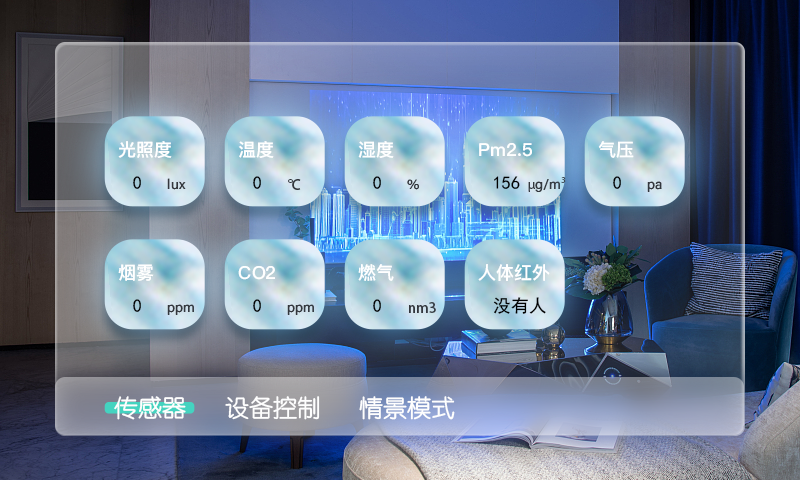 光照度 温度 湿度 Pm2.5 气压
0 lux 0 ℃ 0 % 156 µg/m³ 0 pa
烟雾 CO2 燃气 人体红外
0 ppm 0 ppm 0 nm3 没有人
传感器 设备控制 情景模式